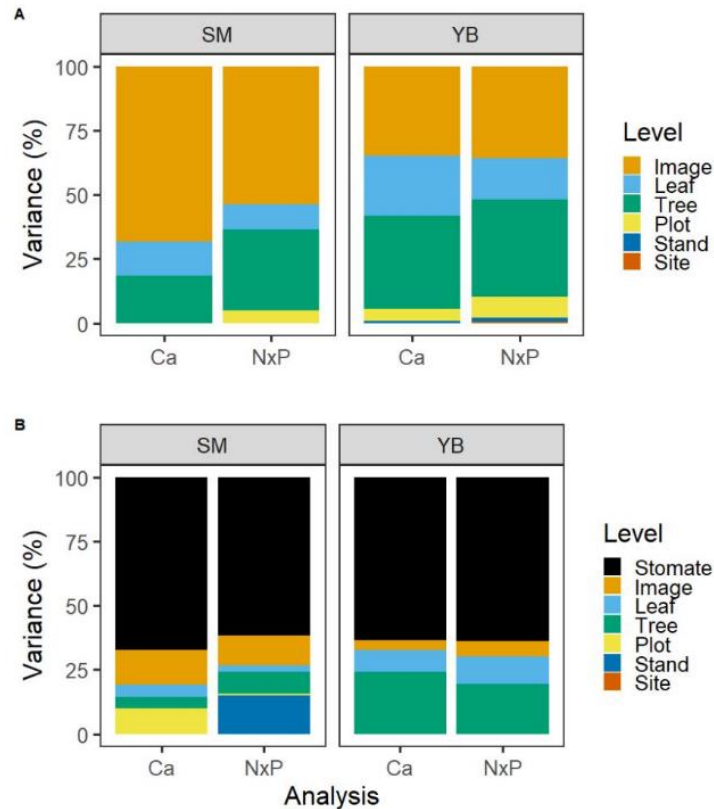 A
SM YB
100
75
50
25
0
Variance (%)
Ca NxP Ca NxP
Level
Image
Leaf
Tree
Plot
Stand
Site
B
SM YB
100
75
50
25
0
Variance (%)
Ca NxP Ca NxP
Analysis
Level
Stomate
Image
Leaf
Tree
Plot
Stand
Site